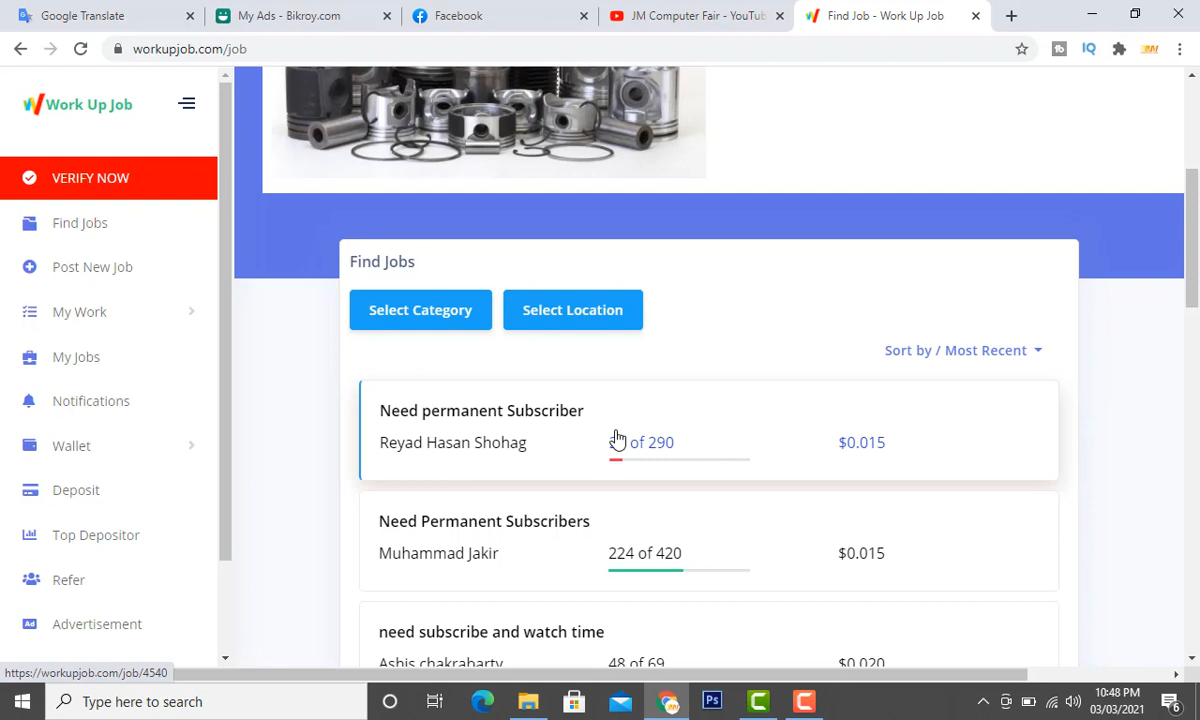 Google Translate
My Ads - Bikroy.com
Facebook
JM Computer Fair - YouTub
Find Job - Work Up Job
workupjob.com/job
Work Up Job
VERIFY NOW
Find Jobs
Post New Job
My Work
My Jobs
Notifications
Wallet
Deposit
Top Depositor
Refer
Ad Advertisement
Find Jobs
Select Category
Select Location
Sort by / Most Recent
Need permanent Subscriber
Reyad Hasan Shohag
of 290
$0.015
Need Permanent Subscribers
Muhammad Jakir
224 of 420
$0.015
need subscribe and watch time
Ashis chakrabarty
48 of 69
$0.020
https://workupjob.com/job/4540
Type here to search
Ps
10:48 PM
03/03/2021
6